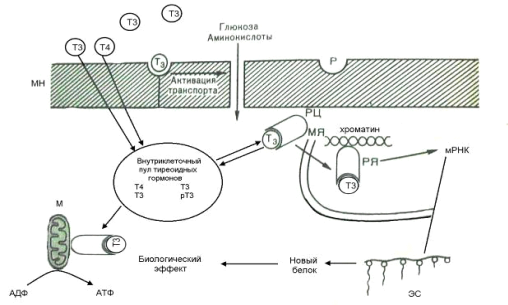 Т3
Т3
Глюкоза
Аминокислоты
Т3
Т4
Т3
Р
Активация
транспорта
МН
РЦ
Т3
МЯ
хроматин
РЯ
мРНК
Т3
Внутриклеточный
пул тиреоидных
гормонов
Т4 Т3
Т3 рТ3
М
Т3
Биологический
эффект
Новый
белок
АДФ
АТФ
ЭС